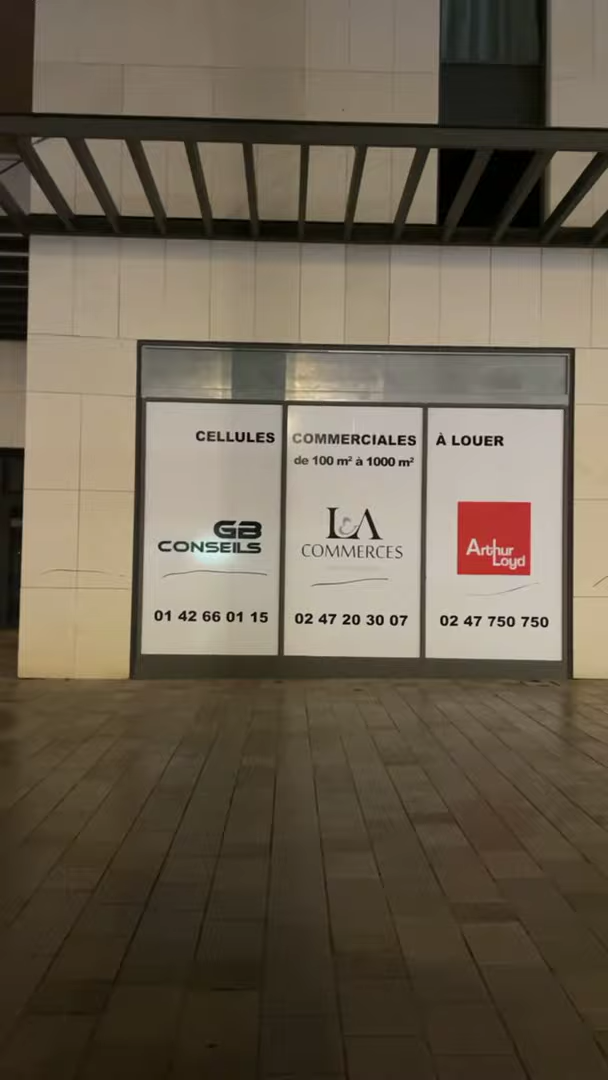 CELLULES COMMERCIALES À LOUER
de 100 m² à 1000 m²
GB
CONSEILS
01 42 66 01 15
L&A
COMMERCES
02 47 20 30 07
Arthur
Loyd
02 47 750 750